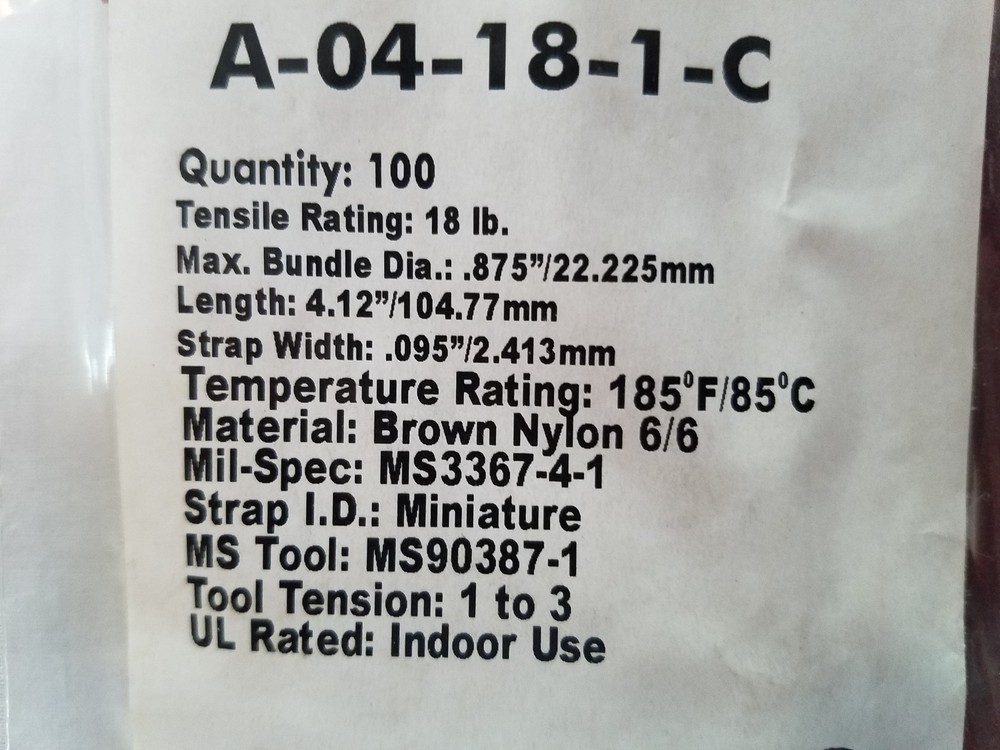 A-04-18-1-C
Quantity: 100
Tensile Rating: 18 lb.
Max. Bundle Dia.: .875”/22.225mm
Length: 4.12”/104.77mm
Strap Width: .095”/2.413mm
Temperature Rating: 185⁰F/85⁰C
Material: Brown Nylon 6/6
Mil-Spec: MS3367-4-1
Strap I.D.: Miniature
MS Tool: MS90387-1
Tool Tension: 1 to 3
UL Rated: Indoor Use